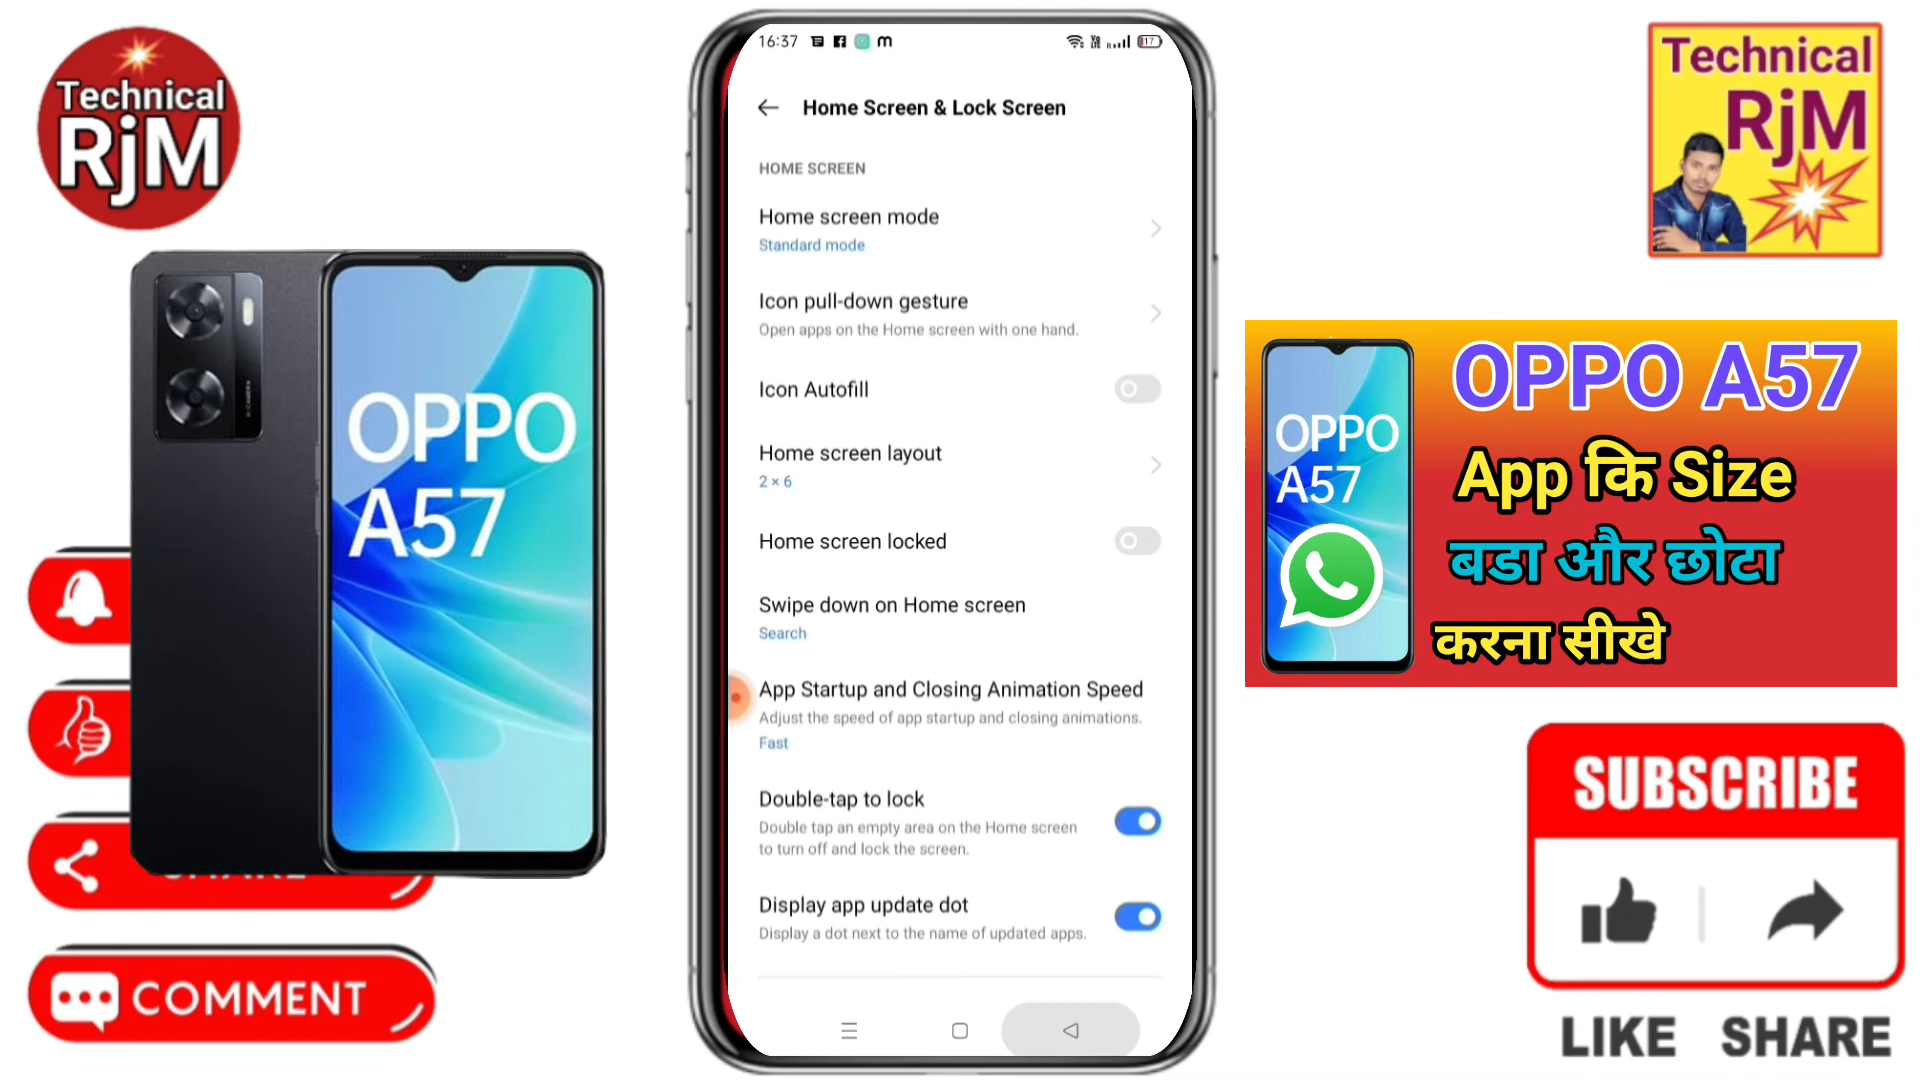 Technical
RjM
OPPO
A57
COMMENT
16:37
17
Home Screen & Lock Screen
HOME SCREEN
Home screen mode
Standard mode
Icon pull-down gesture
Open apps on the Home screen with one hand.
Icon Autofill
Home screen layout
2 × 6
Home screen locked
Swipe down on Home screen
Search
App Startup and Closing Animation Speed
Adjust the speed of app startup and closing animations.
Fast
Double-tap to lock
Double tap an empty area on the Home screen
to turn off and lock the screen.
Display app update dot
Display a dot next to the name of updated apps.
Technical
RjM
OPPO A57
App कि Size
बडा और छोटा
करना सीखे
OPPO
A57
SUBSCRIBE
LIKE SHARE